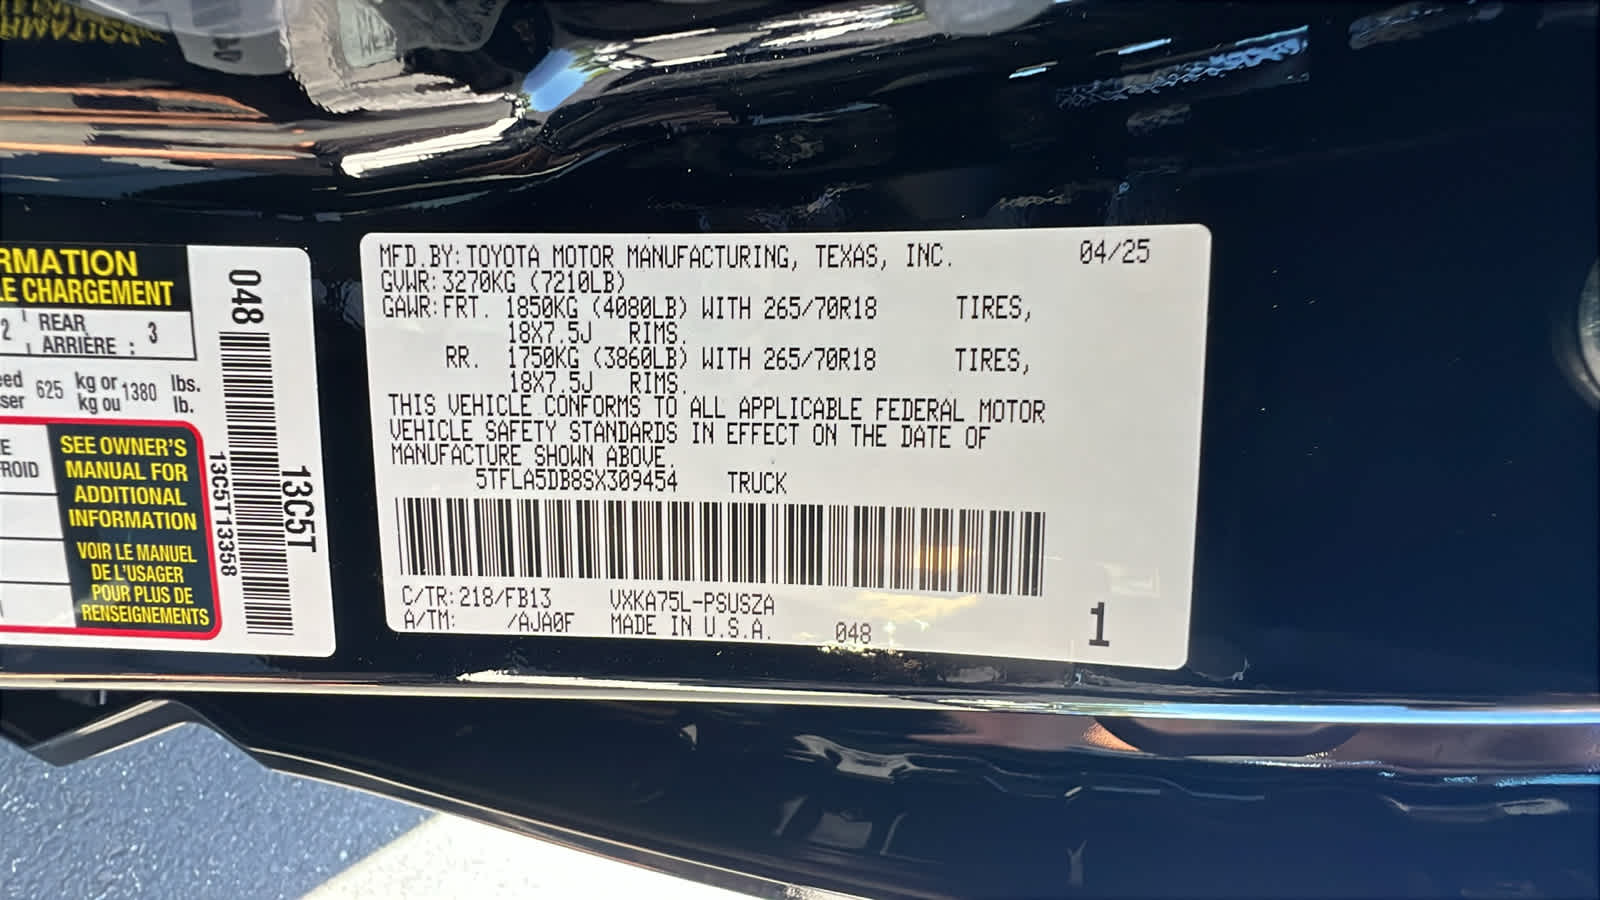 RMATION
LE CHARGEMENT
2 REAR ARRIÈRE : 3
625 kg or kg ou 1380 lbs. lb.
SEE OWNER'S
MANUAL FOR
ADDITIONAL
INFORMATION
VOIR LE MANUEL
DE L'USAGER
POUR PLUS DE
RENSEIGNEMENTS
048
13C5T
13C5T13358
MFD.BY: TOYOTA MOTOR MANUFACTURING, TEXAS, INC. 04/25
GVWR: 3270KG (7210LB)
GAWR: FRT. 1850KG (4080LB) WITH 265/70R18 TIRES,
18X7.5J RIMS.
RR. 1750KG (3860LB) WITH 265/70R18 TIRES,
18X7.5J RIMS.
THIS VEHICLE CONFORMS TO ALL APPLICABLE FEDERAL MOTOR
VEHICLE SAFETY STANDARDS IN EFFECT ON THE DATE OF
MANUFACTURE SHOWN ABOVE.
5TFLA5DB8SX309454 TRUCK
C/TR: 218/FB13 VXKA75L-PSUSZA
A/TM: /AJA0F MADE IN U.S.A. 048
1